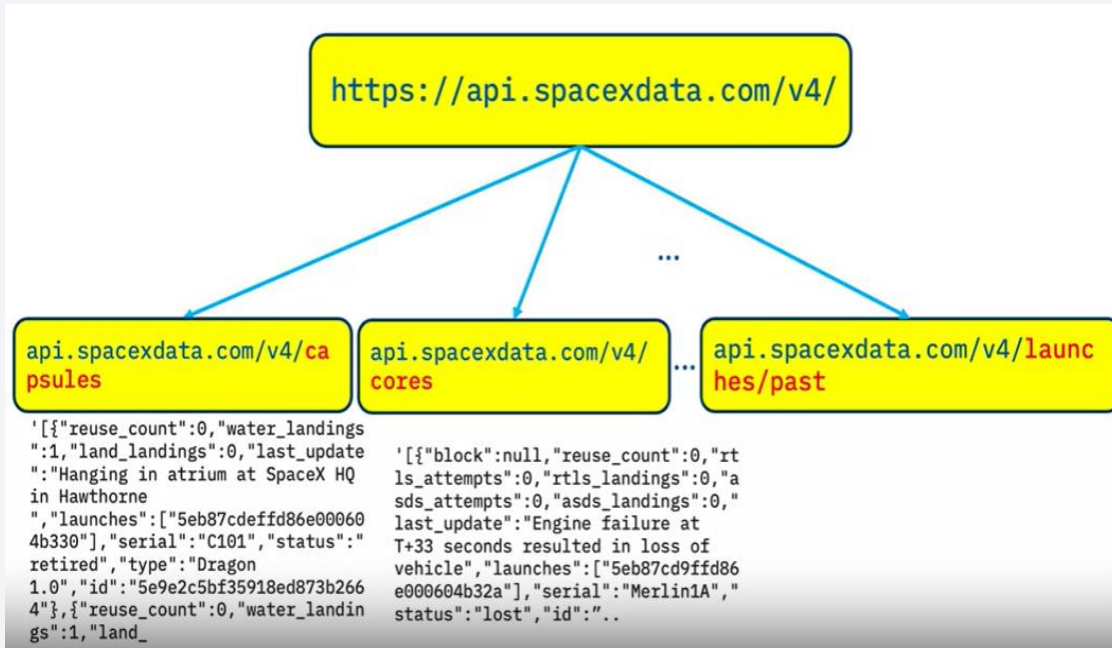 https://api.spacexdata.com/v4/
...
api.spacexdata.com/v4/ca
psules
api.spacexdata.com/v4/
cores
...
api.spacexdata.com/v4/launc
hes/past
'[{"reuse_count":0,"water_landings
":1,"land_landings":0,"last_update
":"Hanging in atrium at SpaceX HQ
in Hawthorne
","launches":["5eb87cdeffd86e00060
4b330"],"serial":"C101","status":"
retired","type":"Dragon
1.0","id":"5e9e2c5bf35918ed873b266
4"},{"reuse_count":0,"water_landin
gs":1,"land_
'[{"block":null,"reuse_count":0,"rt
ls_attempts":0,"rtls_landings":0,"a
sds_attempts":0,"asds_landings":0,"
last_update":"Engine failure at
T+33 seconds resulted in loss of
vehicle","launches":["5eb87cd9ffd86
e000604b32a"],"serial":"Merlin1A","
status":"lost","id":”..